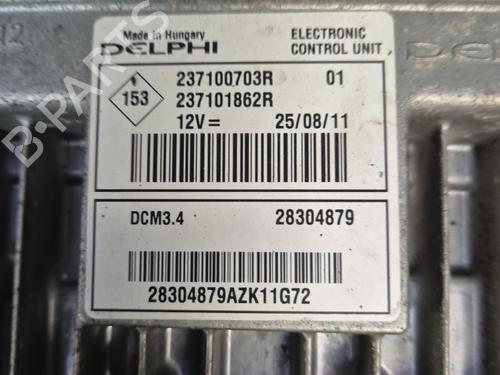 Made in Hungary
DELPHI
ELECTRONIC
CONTROL UNIT
153
237100703R 01
237101862R
12V= 25/08/11
DCM3.4 28304879
28304879AZK11G72
B-PARTS